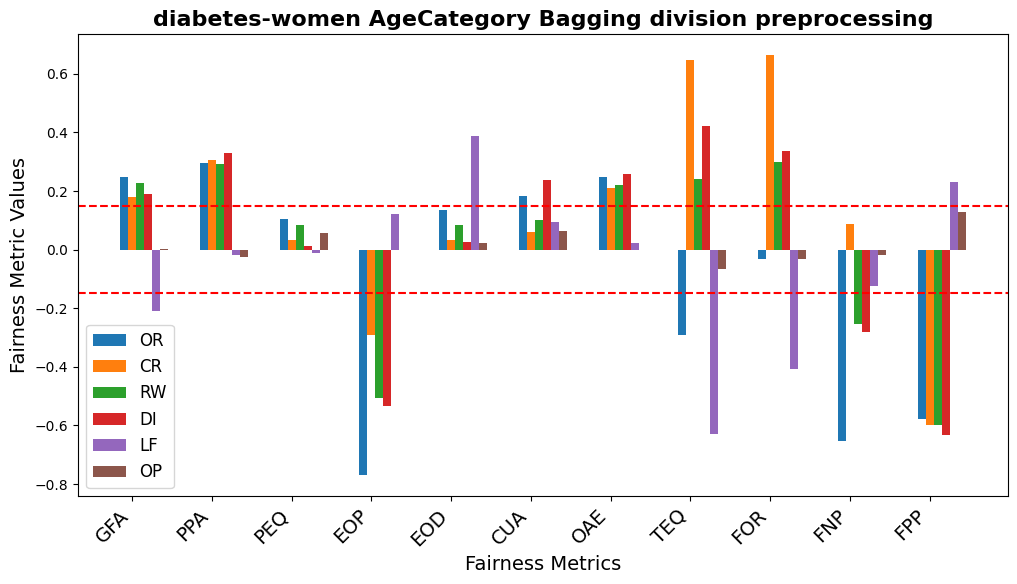 diabetes-women AgeCategory Bagging division preprocessing
Fairness Metric Values
0.6
0.4
0.2
0.0
−0.2
−0.4
−0.6
−0.8
OR
CR
RW
DI
LF
OP
GFA
PPA
PEQ
EOP
EOD
CUA
OAE
TEQ
FOR
FNP
FPP
Fairness Metrics